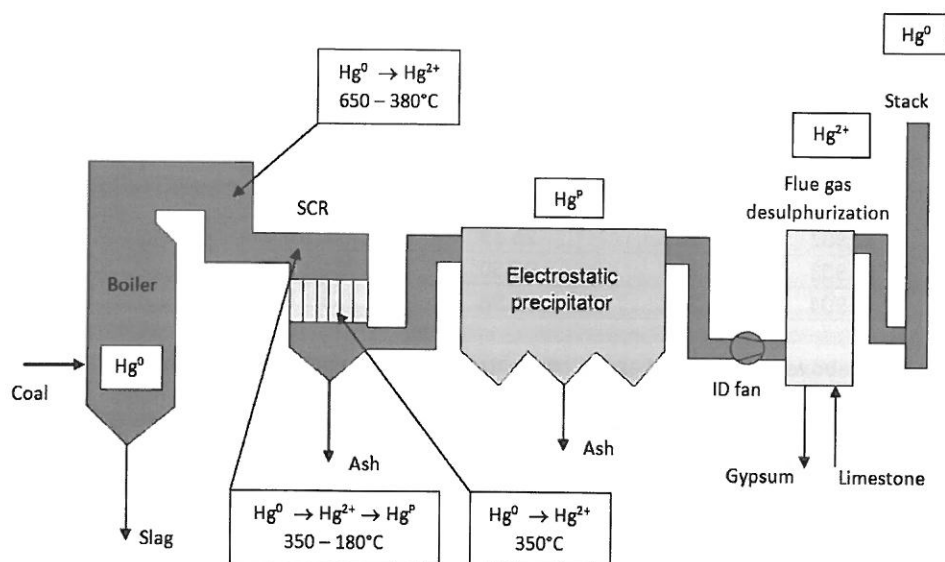 Hg⁰
Hg⁰ → Hg²⁺
650 – 380°C
Stack
Hg²⁺
Flue gas
desulphurization
SCR
Hgᴾ
Boiler
Electrostatic
precipitator
Hg⁰
Coal
ID fan
Ash
Ash
Gypsum
Limestone
Slag
Hg⁰ → Hg²⁺ → Hgᴾ
350 – 180°C
Hg⁰ → Hg²⁺
350°C